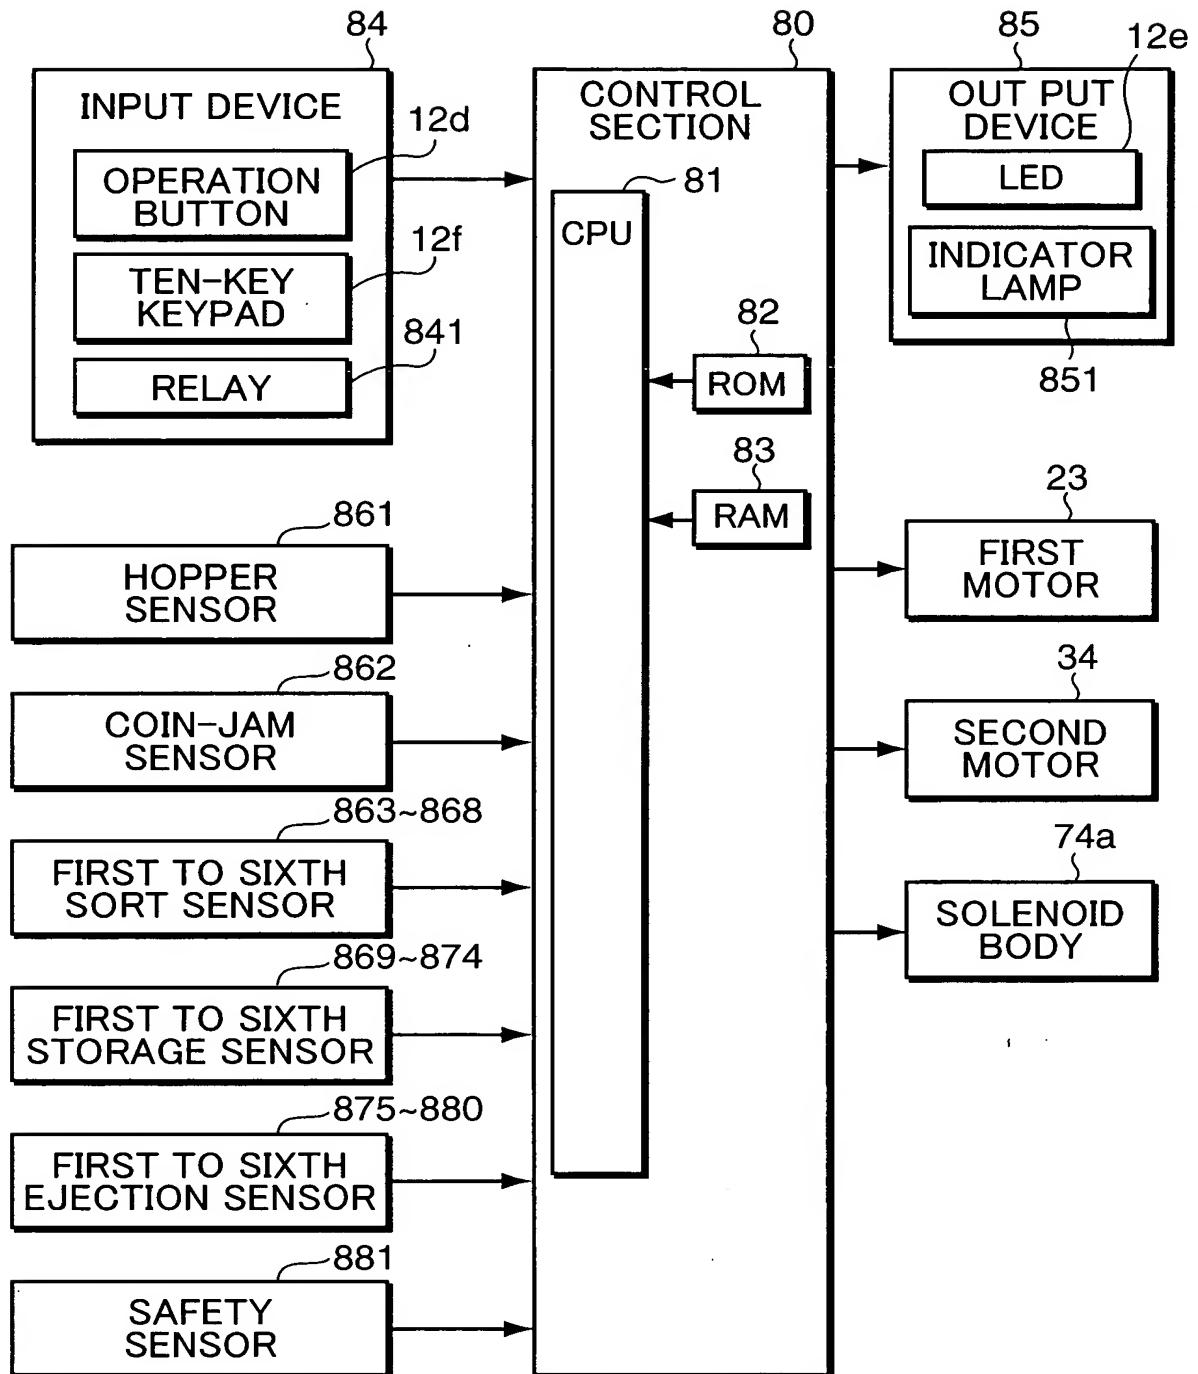 84
INPUT DEVICE
12d
OPERATION
BUTTON
12f
TEN-KEY
KEYPAD
841
RELAY
861
HOPPER
SENSOR
862
COIN-JAM
SENSOR
863~868
FIRST TO SIXTH
SORT SENSOR
869~874
FIRST TO SIXTH
STORAGE SENSOR
875~880
FIRST TO SIXTH
EJECTION SENSOR
881
SAFETY
SENSOR
80
CONTROL
SECTION
81
CPU
82
ROM
83
RAM
85
12e
OUT PUT
DEVICE
LED
INDICATOR
LAMP
851
23
FIRST
MOTOR
34
SECOND
MOTOR
74a
SOLENOID
BODY